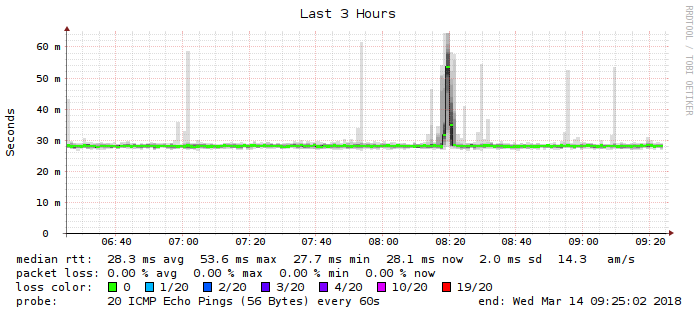 Last 3 Hours
RRDTOOL / TOBI OETIKER
Seconds
60 m
50 m
40 m
30 m
20 m
10 m
0
06:40 07:00 07:20 07:40 08:00 08:20 08:40 09:00 09:20
median rtt: 28.3 ms avg 53.6 ms max 27.7 ms min 28.1 ms now 2.0 ms sd 14.3 am/s
packet loss: 0.00 % avg 0.00 % max 0.00 % min 0.00 % now
loss color: 0 1/20 2/20 3/20 4/20 10/20 19/20
probe: 20 ICMP Echo Pings (56 Bytes) every 60s end: Wed Mar 14 09:25:02 2018